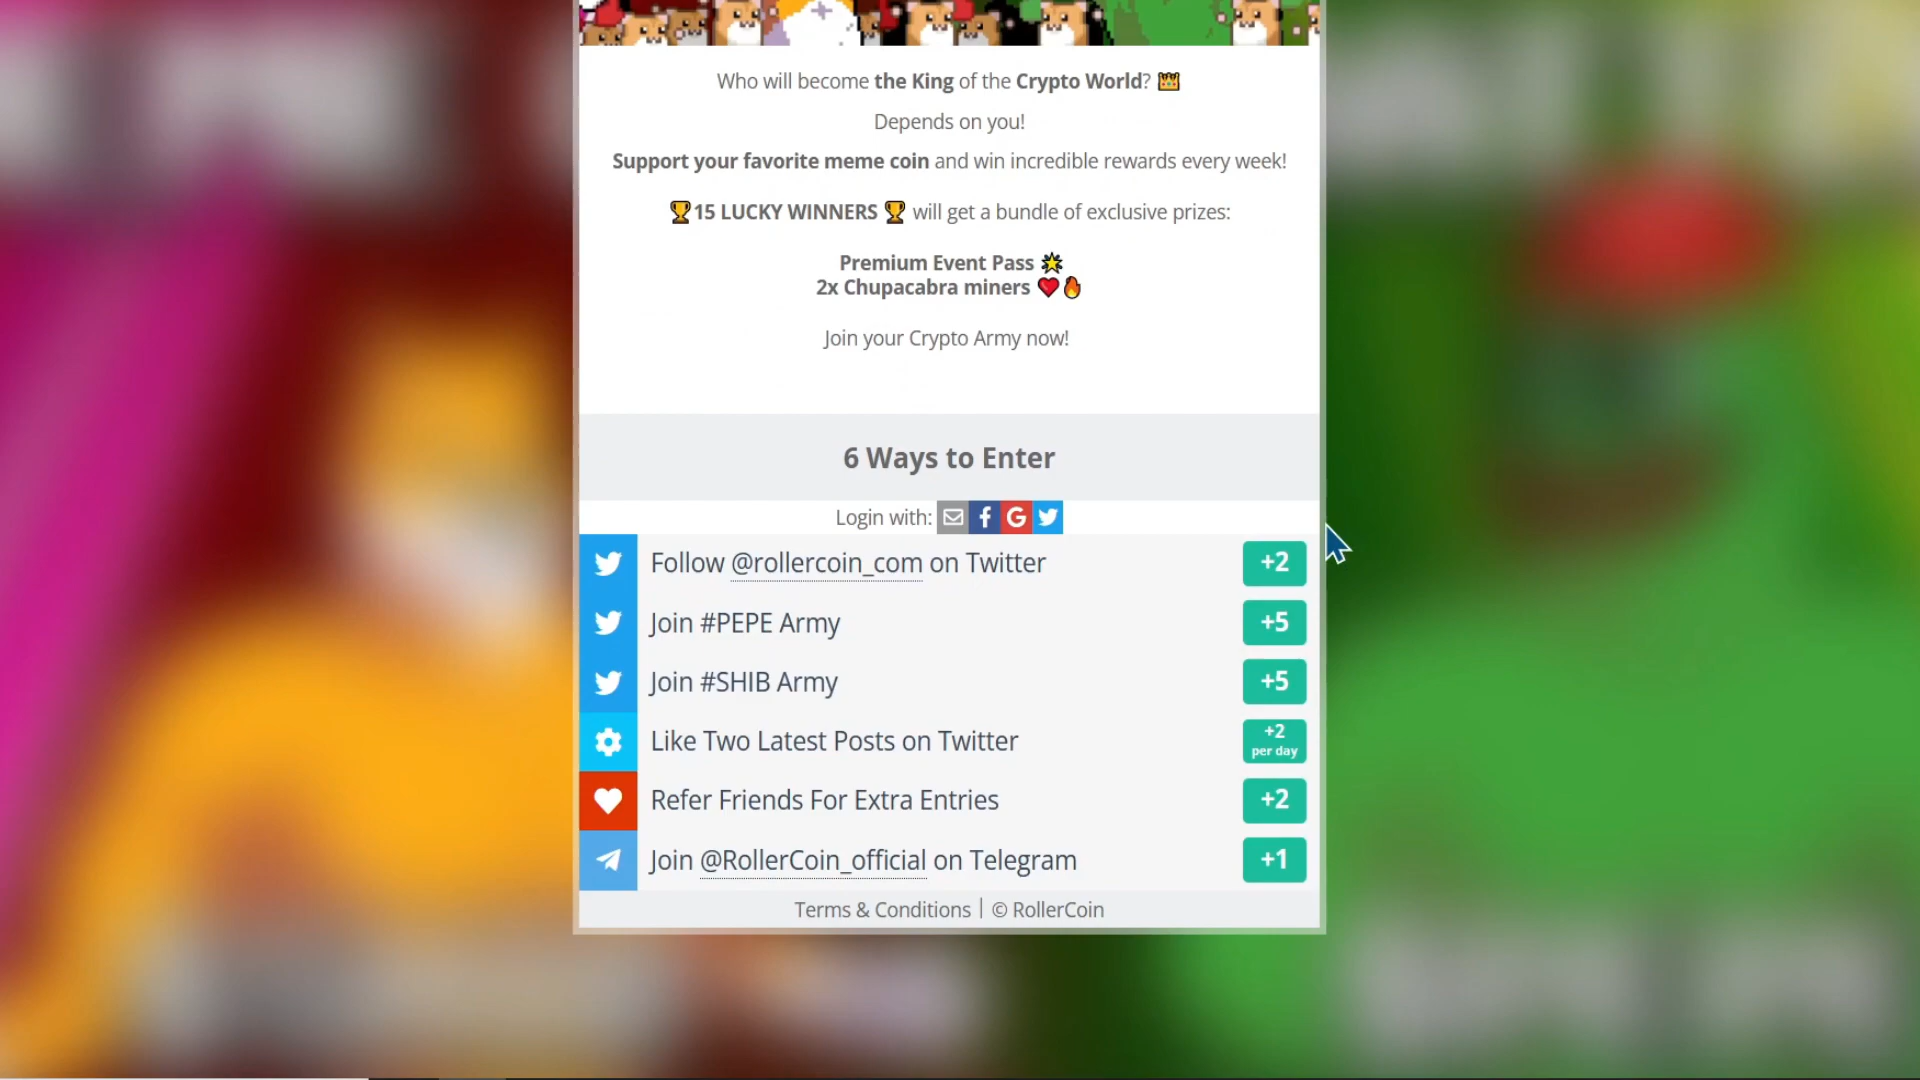 Who will become the King of the Crypto World? 👑
Depends on you!
Support your favorite meme coin and win incredible rewards every week!
🏆15 LUCKY WINNERS 🏆 will get a bundle of exclusive prizes:
Premium Event Pass 🌟
2x Chupacabra miners ❤️🔥
Join your Crypto Army now!
6 Ways to Enter
Login with:
Follow @rollercoin_com on Twitter +2
Join #PEPE Army +5
Join #SHIB Army +5
Like Two Latest Posts on Twitter +2 per day
Refer Friends For Extra Entries +2
Join @RollerCoin_official on Telegram +1
Terms & Conditions | © RollerCoin